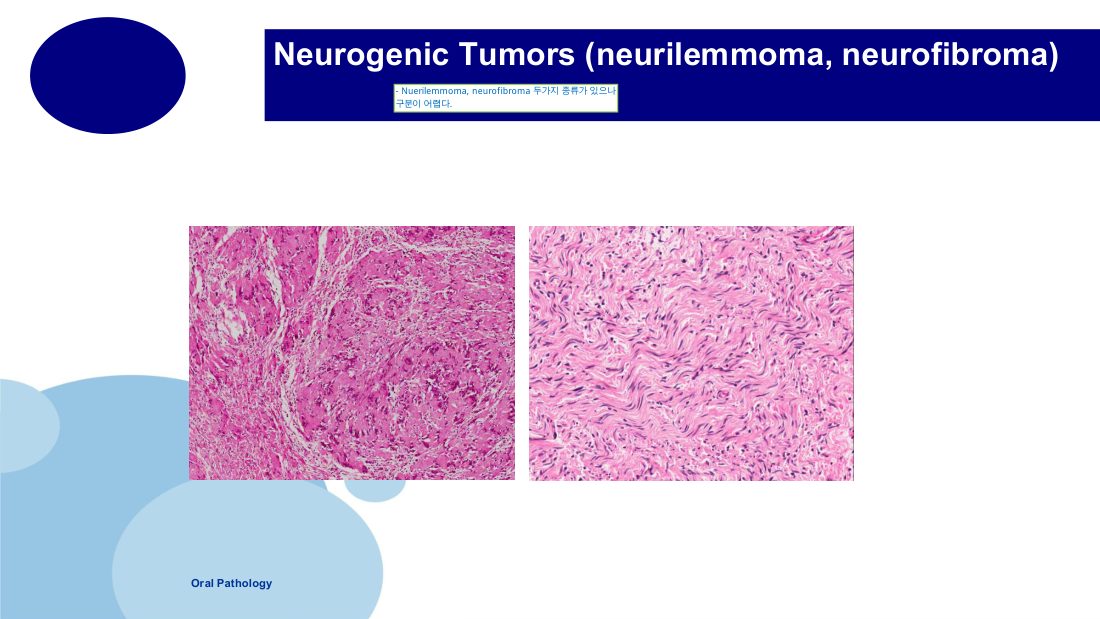 Neurogenic Tumors (neurilemmoma, neurofibroma)
- Nuerilemmoma, neurofibroma 두가지 종류가 있으나
구분이 어렵다.
Oral Pathology